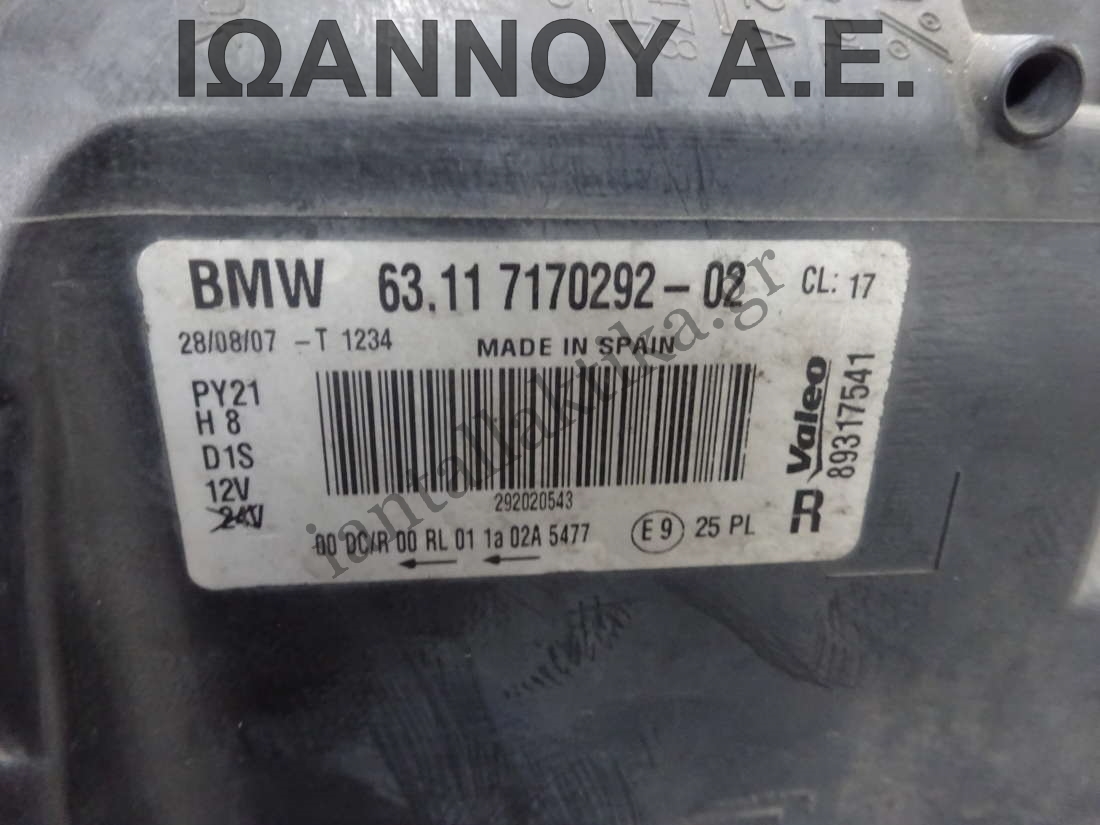 ΙΩΑΝΝΟΥ Α.Ε.
BMW 63.11 7170292-02 CL: 17
28/08/07 -T 1234 MADE IN SPAIN
PY21
H 8
D1S
12V
24V
292020543
00 DC/R 00 RL 01 1a 02A 5477 E 9 25 PL
R Valeo
89317541
iantallaktika.gr